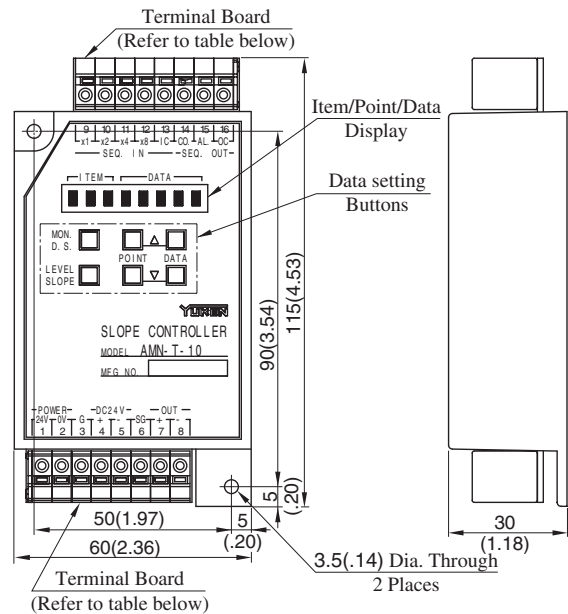 Terminal Board
(Refer to table below)
Item/Point/Data
Display
9 10 11 12 13 14 15 16
x1 x2 x4 x8 IC CO. AL. OC
SEQ. IN SEQ. OUT
ITEM DATA
Data setting
Buttons
MON.
D. S.
POINT DATA
LEVEL
SLOPE
YUKEN
SLOPE CONTROLLER
MODEL AMN-T-10
MFG NO.
90(3.54)
115(4.53)
POWER DC24V OUT
24V 0V G + - SG + -
1 2 3 4 5 6 7 8
5
(.20)
50(1.97)
5
(.20)
60(2.36)
30
(1.18)
3.5(.14) Dia. Through
2 Places
Terminal Board
(Refer to table below)